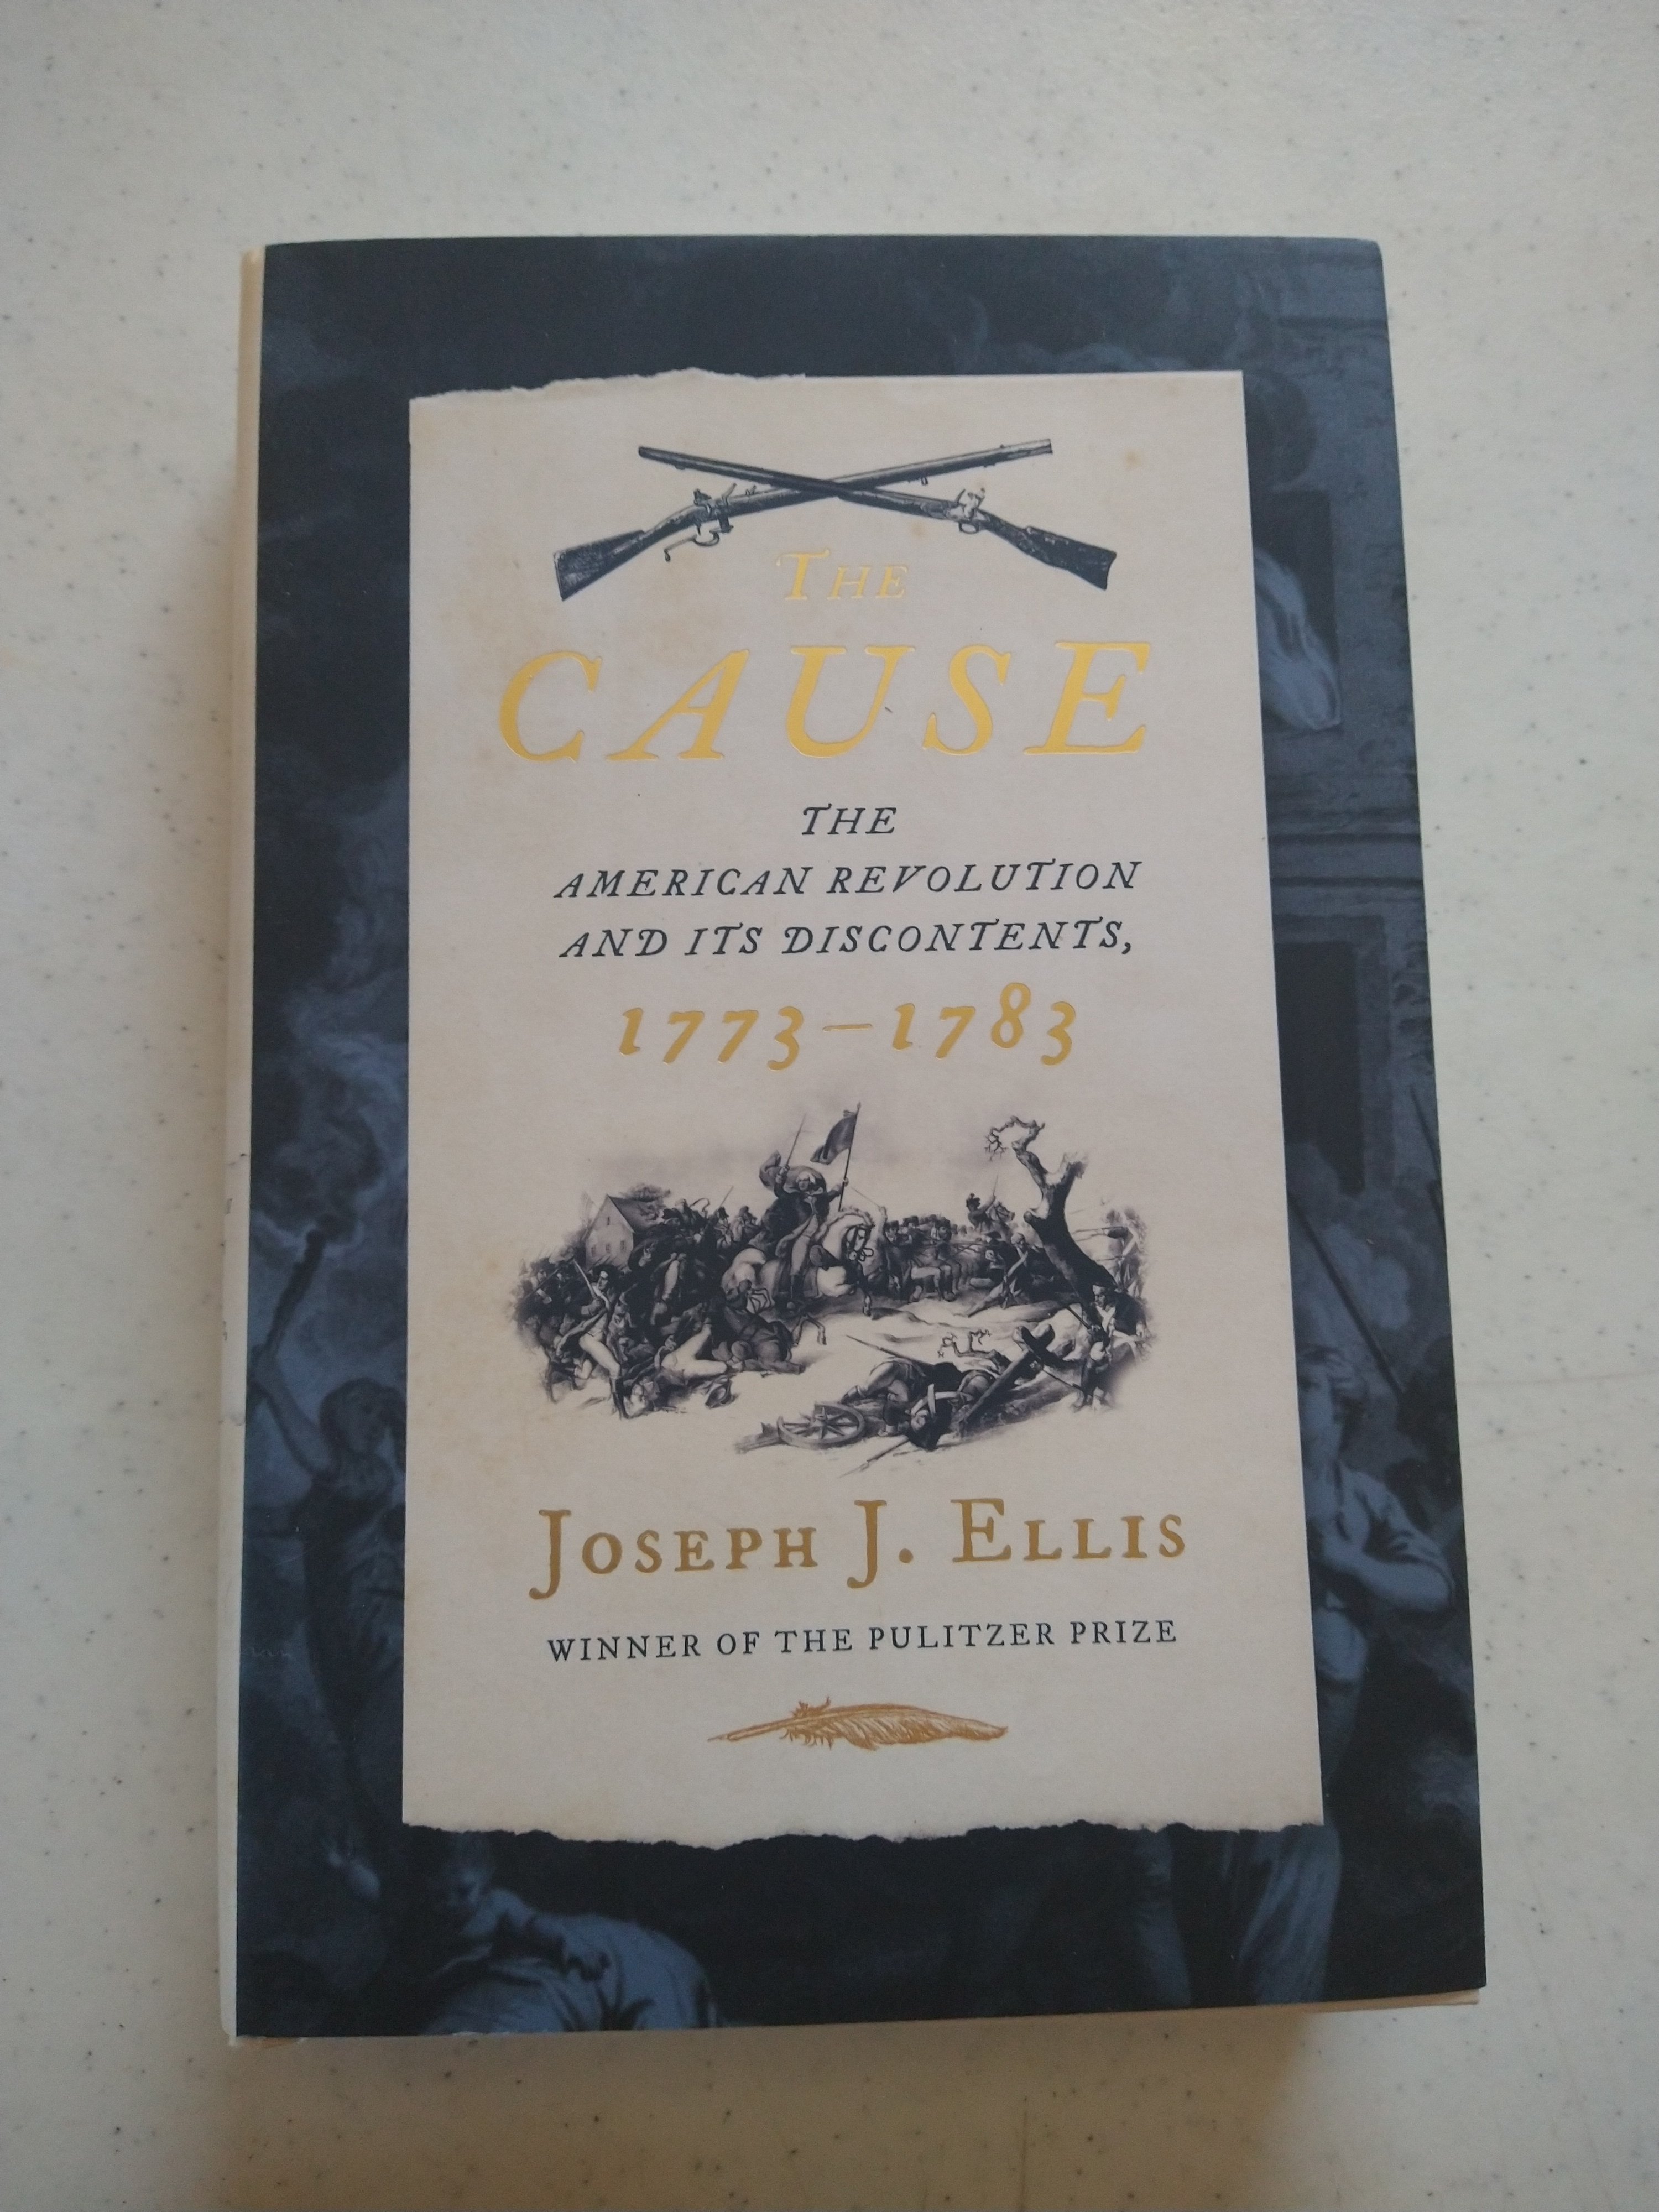 THE
CAUSE
THE
AMERICAN REVOLUTION
AND ITS DISCONTENTS,
1773–1783
JOSEPH J. ELLIS
WINNER OF THE PULITZER PRIZE